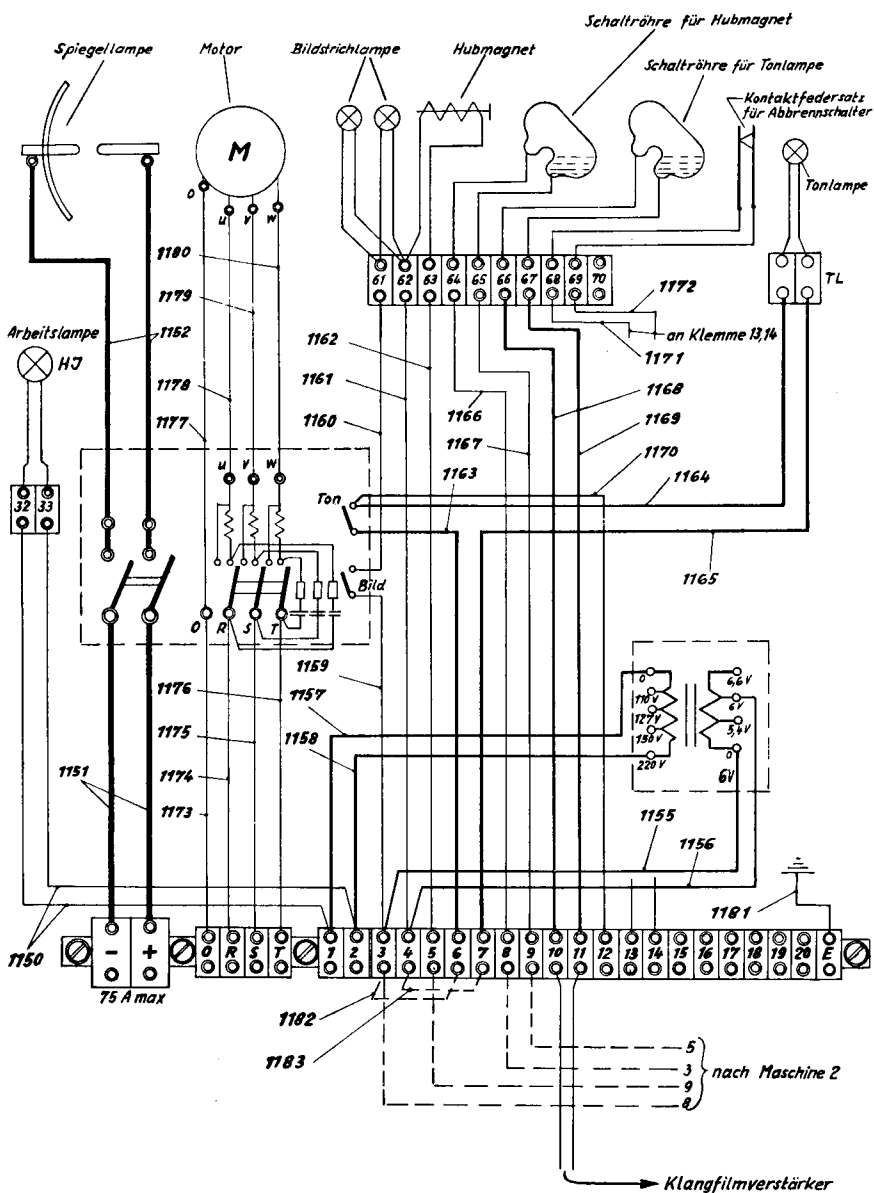 Schaltröhre für Hubmagnet
Spiegellampe
Motor
Bildstrichlampe
Hubmagnet
Schaltröhre für Tonlampe
Kontaktfedersatz
für Abbrennschalter
M
Tonlampe
O
u
v
w
1180
61
62
63
64
65
66
67
68
69
70
TL
1179
1172
Arbeitslampe
1152
HJ
1162
an Klemme 13,14
1171
1178
1161
1168
1177
1160
1166
1169
1167
1170
1163
1164
u
v
w
32
33
Ton
1165
Bild
O
R
S
T
1159
1176
1157
O
110V
127V
150V
220V
6,6V
6V
5,4V
O
6V
1175
1158
1151
1174
1173
1155
1156
1181
1150
-
+
O
R
S
T
1
2
3
4
5
6
7
8
9
10
11
12
13
14
15
16
17
18
19
20
E
75 A max
1182
1183
5
3
9
8
nach Maschine 2
Klangfilmverstärker